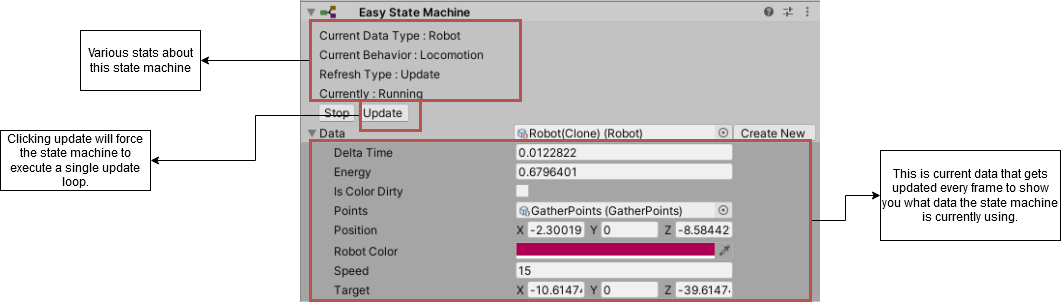 Easy State Machine
Various stats about
this state machine
Current Data Type : Robot
Current Behavior : Locomotion
Refresh Type : Update
Currently : Running
Stop Update
Clicking update will force
the state machine to
execute a single update
loop.
Data Robot(Clone) (Robot) Create New
Delta Time 0.0122822
Energy 0.6796401
Is Color Dirty
Points GatherPoints (GatherPoints)
Position X -2.30019 Y 0 Z -8.58442
Robot Color
Speed 15
Target X -10.61474 Y 0 Z -39.61474
This is current data that gets
updated every frame to show
you what data the state machine
is currently using.